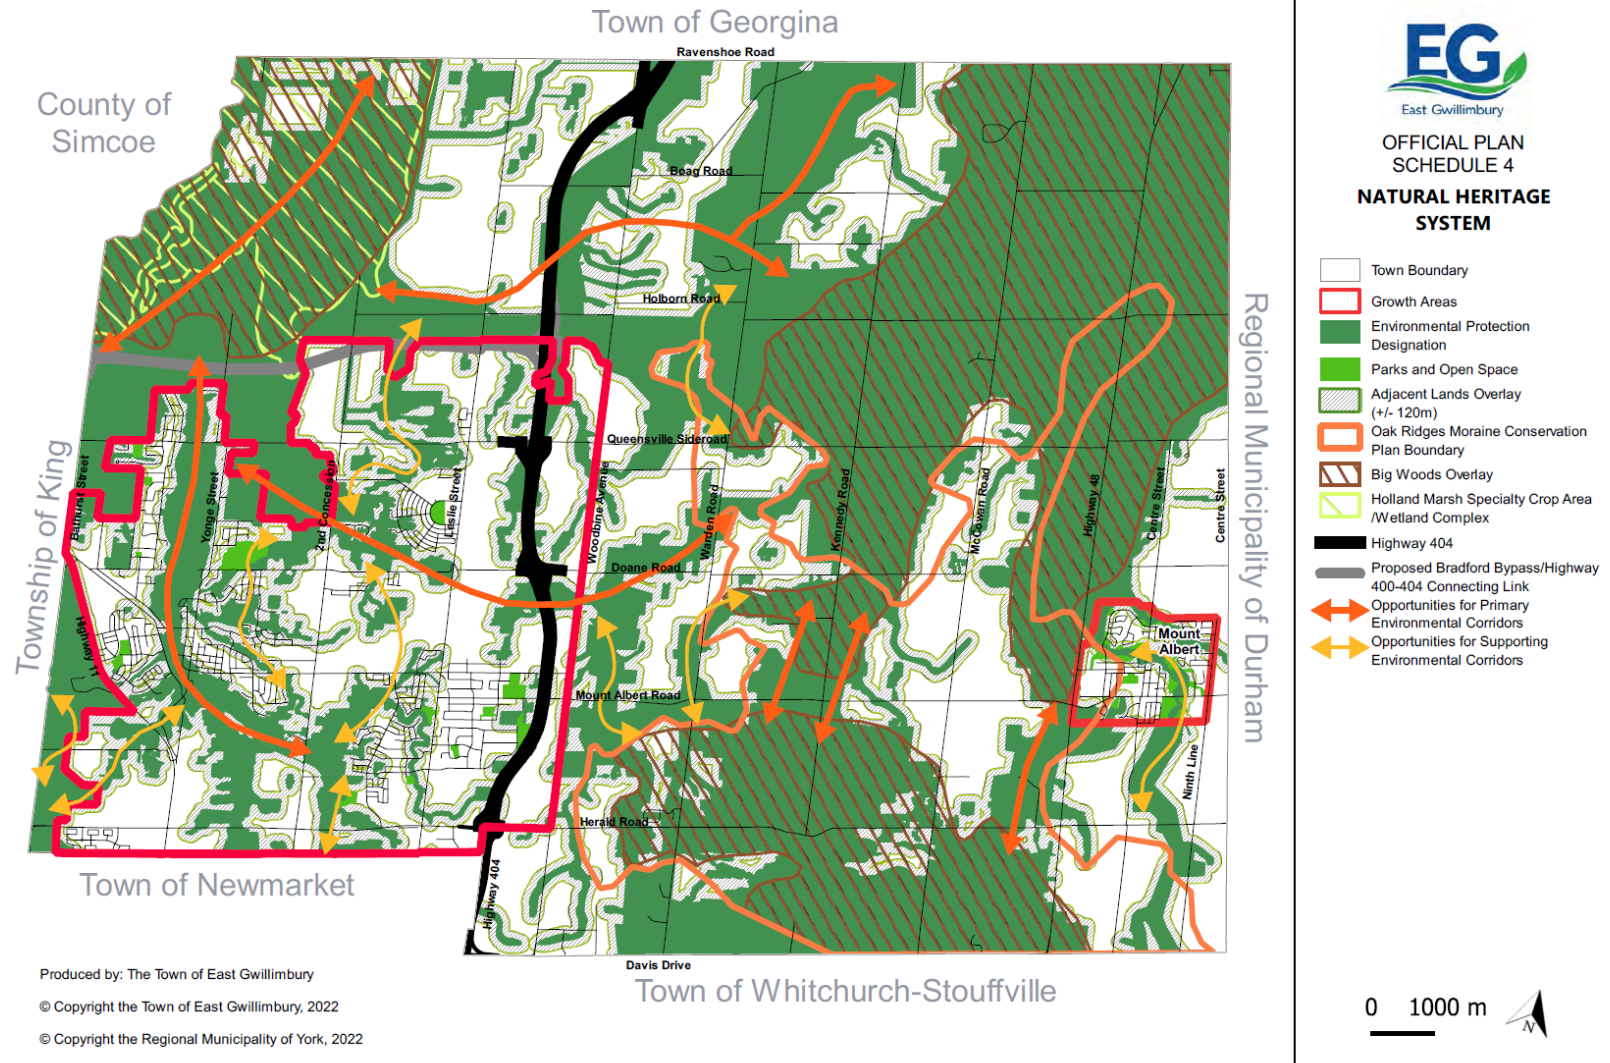 Town of Georgina
Ravenshoe Road
County of
Simcoe
Boag Road
Holborn Road
Queensville Sideroad
Township of King
Bathurst Street
Yonge Street
2nd Concession
Leslie Street
Woodbine Avenue
Warden Road
Kennedy Road
McCowan Road
Highway 48
Centre Street
Centre Street
Regional Municipality of Durham
Doane Road
Highway 11
Mount
Albert
Mount Albert Road
Ninth Line
Herald Road
Town of Newmarket
Highway 404
Davis Drive
Town of Whitchurch-Stouffville
Produced by: The Town of East Gwillimbury
© Copyright the Town of East Gwillimbury, 2022
© Copyright the Regional Municipality of York, 2022
EG
East Gwillimbury
OFFICIAL PLAN
SCHEDULE 4
NATURAL HERITAGE
SYSTEM
Town Boundary
Growth Areas
Environmental Protection
Designation
Parks and Open Space
Adjacent Lands Overlay
(+/- 120m)
Oak Ridges Moraine Conservation
Plan Boundary
Big Woods Overlay
Holland Marsh Specialty Crop Area
/Wetland Complex
Highway 404
Proposed Bradford Bypass/Highway
400-404 Connecting Link
Opportunities for Primary
Environmental Corridors
Opportunities for Supporting
Environmental Corridors
0 1000 m
N